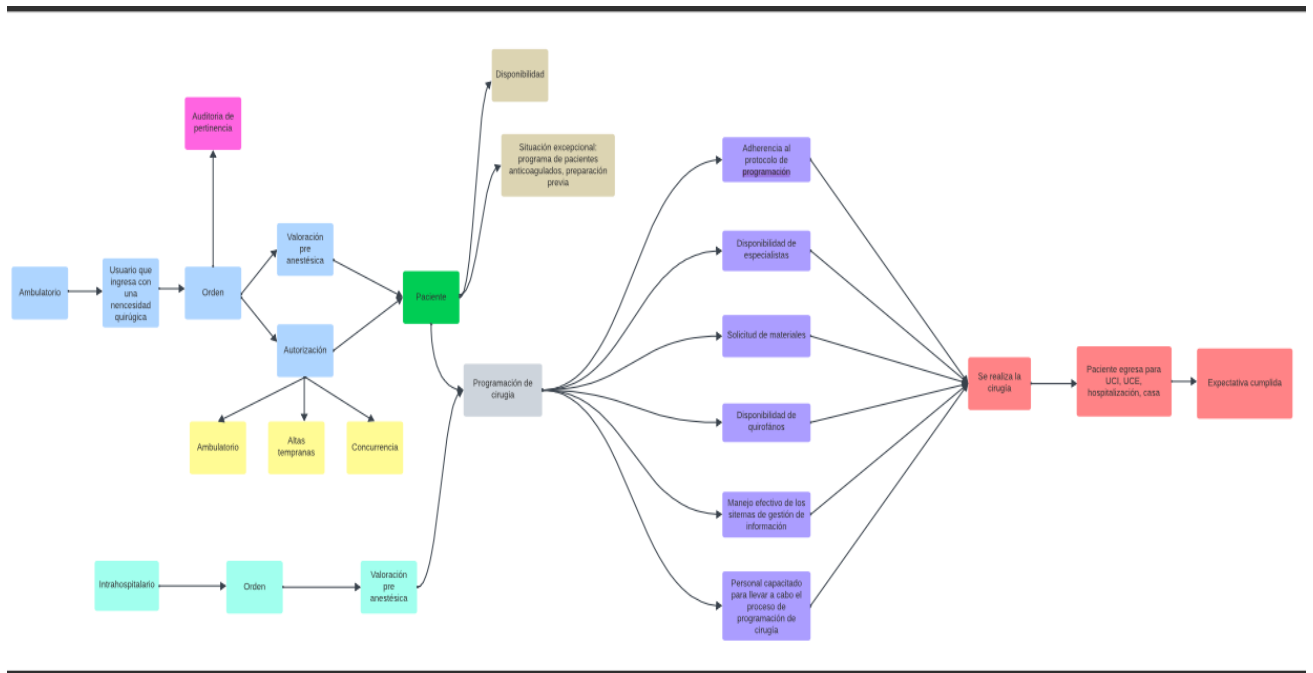 Disponibilidad
Auditoria de
pertinencia
Situación excepcional:
programa de pacientes
anticoagulados, preparación
previa
Adherencia al
protocolo de
programación
Valoración
pre
anestésica
Disponibilidad de
especialistas
Ambulatorio
Usuario que
ingresa con
una
nencesidad
quirúgica
Orden
Paciente
Autorización
Solicitud de materiales
Programación de
cirugía
Se realiza la
cirugía
Paciente egresa para
UCI, UCE,
hospitalización, casa
Expectativa cumplida
Ambulatorio
Altas
tempranas
Concurrencia
Disponibilidad de
quirofános
Manejo efectivo de los
sitemas de gestión de
información
Intrahospitalario
Orden
Valoración
pre
anestésica
Personal capacitado
para llevar a cabo el
proceso de
programación de
cirugía